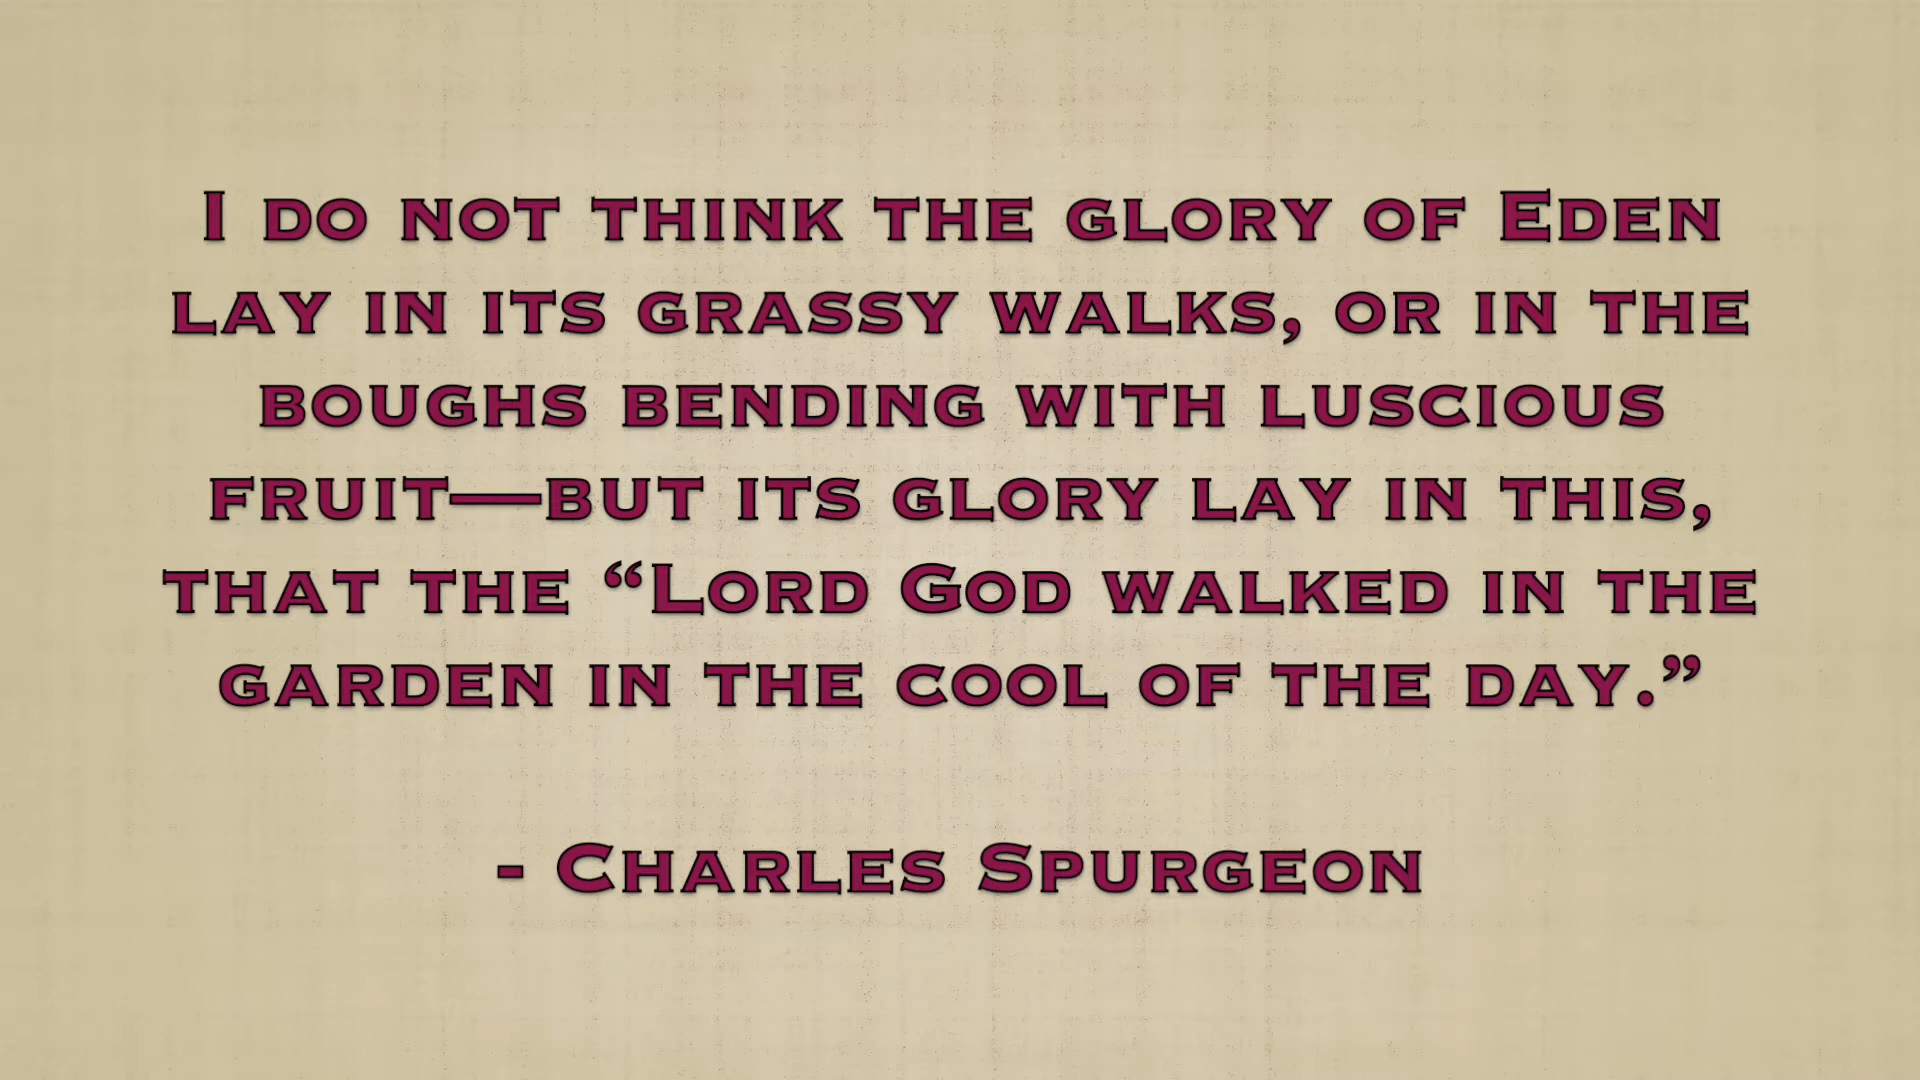 I do not think the glory of Eden
lay in its grassy walks, or in the
boughs bending with luscious
fruit—but its glory lay in this,
that the “Lord God walked in the
garden in the cool of the day.”
- Charles Spurgeon